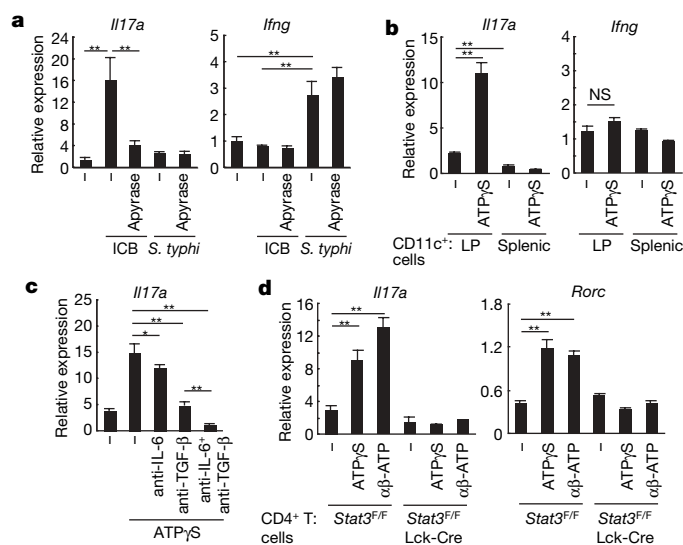 a
Il17a
Relative expression
24
20
16
12
8
4
0
**
**
–
–
Apyrase
–
Apyrase
ICB
S. typhi
Ifng
5
4
3
2
1
0
**
**
–
–
Apyrase
–
Apyrase
ICB
S. typhi
b
Il17a
Relative expression
15
10
5
0
**
**
–
ATPγS
–
ATPγS
CD11c+:
cells
LP
Splenic
Ifng
4
3
2
1
0
NS
–
ATPγS
–
ATPγS
LP
Splenic
c
Il17a
Relative expression
25
20
15
10
5
0
**
**
*
**
–
–
anti-IL-6
anti-TGF-β
anti-IL-6+
anti-TGF-β
ATPγS
d
Il17a
Relative expression
16
12
8
4
0
**
**
–
ATPγS
αβ-ATP
–
ATPγS
αβ-ATP
CD4+ T:
cells
Stat3F/F
Stat3F/F
Lck-Cre
Rorc
1.8
1.2
0.6
0
**
**
–
ATPγS
αβ-ATP
–
ATPγS
αβ-ATP
Stat3F/F
Stat3F/F
Lck-Cre